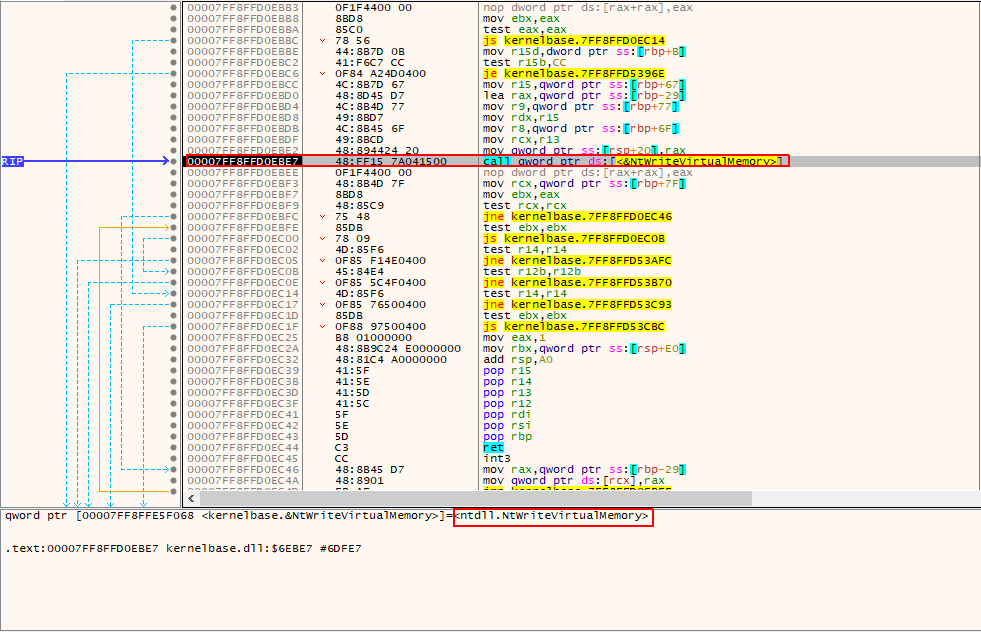 00007FF8FFD0EBB3 0F1F4400 00 nop dword ptr ds:[rax+rax],eax
00007FF8FFD0EBB8 8BD8 mov ebx,eax
00007FF8FFD0EBBA 85C0 test eax,eax
00007FF8FFD0EBBC 78 56 js kernelbase.7FF8FFD0EC14
00007FF8FFD0EBBE 44:8B7D 0B mov r15d,dword ptr ss:[rbp+B]
00007FF8FFD0EBC2 41:F6C7 CC test r15b,CC
00007FF8FFD0EBC6 0F84 A24D0400 je kernelbase.7FF8FFD5396E
00007FF8FFD0EBCC 4C:8B7D 67 mov r15,qword ptr ss:[rbp+67]
00007FF8FFD0EBD0 48:8D45 D7 lea rax,qword ptr ss:[rbp-29]
00007FF8FFD0EBD4 4C:8B4D 77 mov r9,qword ptr ss:[rbp+77]
00007FF8FFD0EBD8 49:8BD7 mov rdx,r15
00007FF8FFD0EBDB 4C:8B45 6F mov r8,qword ptr ss:[rbp+6F]
00007FF8FFD0EBDF 49:8BCD mov rcx,r13
00007FF8FFD0EBE2 48:894424 20 mov qword ptr ss:[rsp+20],rax
RIP 00007FF8FFD0EBE7 48:FF15 7A041500 call qword ptr ds:[<&NtWriteVirtualMemory>]
00007FF8FFD0EBEE 0F1F4400 00 nop dword ptr ds:[rax+rax],eax
00007FF8FFD0EBF3 48:8B4D 7F mov rcx,qword ptr ss:[rbp+7F]
00007FF8FFD0EBF7 8BD8 mov ebx,eax
00007FF8FFD0EBF9 48:85C9 test rcx,rcx
00007FF8FFD0EBFC 75 48 jne kernelbase.7FF8FFD0EC46
00007FF8FFD0EBFE 85DB test ebx,ebx
00007FF8FFD0EC00 78 09 js kernelbase.7FF8FFD0EC0B
00007FF8FFD0EC02 4D:85F6 test r14,r14
00007FF8FFD0EC05 0F85 F14E0400 jne kernelbase.7FF8FFD53AFC
00007FF8FFD0EC0B 45:84E4 test r12b,r12b
00007FF8FFD0EC0E 0F85 5C4F0400 jne kernelbase.7FF8FFD53B70
00007FF8FFD0EC14 4D:85F6 test r14,r14
00007FF8FFD0EC17 0F85 76500400 jne kernelbase.7FF8FFD53C93
00007FF8FFD0EC1D 85DB test ebx,ebx
00007FF8FFD0EC1F 0F88 97500400 js kernelbase.7FF8FFD53CBC
00007FF8FFD0EC25 B8 01000000 mov eax,1
00007FF8FFD0EC2A 48:8B9C24 E0000000 mov rbx,qword ptr ss:[rsp+E0]
00007FF8FFD0EC32 48:81C4 A0000000 add rsp,A0
00007FF8FFD0EC39 41:5F pop r15
00007FF8FFD0EC3B 41:5E pop r14
00007FF8FFD0EC3D 41:5D pop r13
00007FF8FFD0EC3F 41:5C pop r12
00007FF8FFD0EC41 5F pop rdi
00007FF8FFD0EC42 5E pop rsi
00007FF8FFD0EC43 5D pop rbp
00007FF8FFD0EC44 C3 ret
00007FF8FFD0EC45 CC int3
00007FF8FFD0EC46 48:8B45 D7 mov rax,qword ptr ss:[rbp-29]
00007FF8FFD0EC4A 48:8901 mov qword ptr ds:[rcx],rax
qword ptr [00007FF8FFE5F068 <kernelbase.&NtWriteVirtualMemory>]=<ntdll.NtWriteVirtualMemory>
.text:00007FF8FFD0EBE7 kernelbase.dll:$6EBE7 #6DFE7